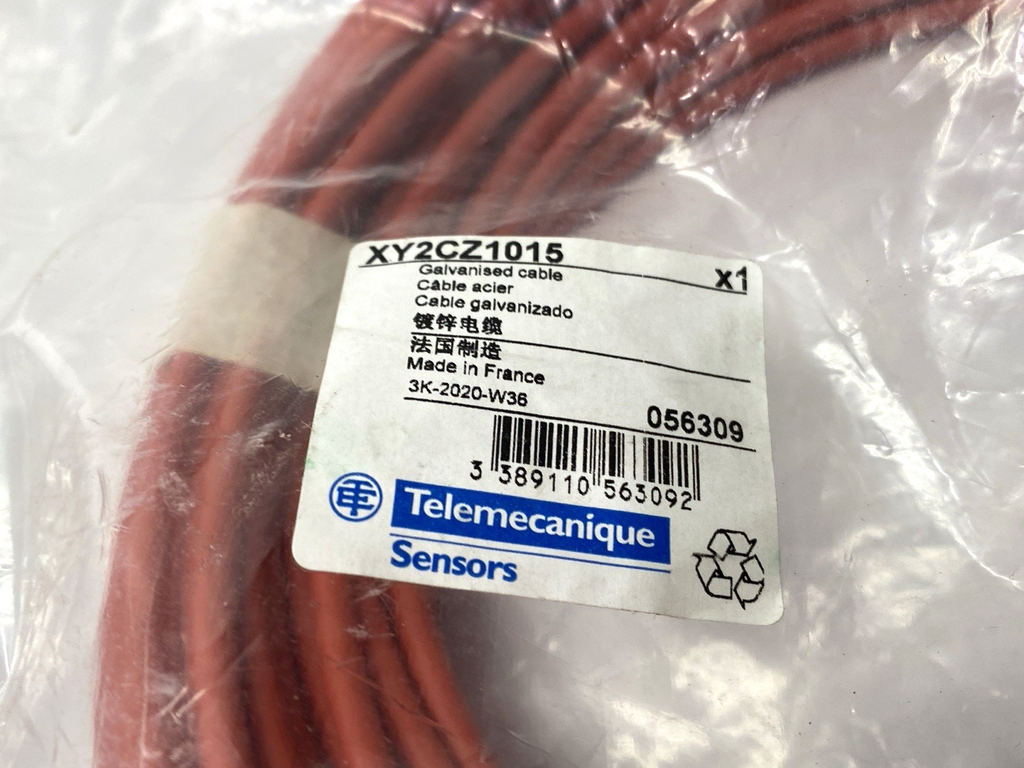 XY2CZ1015
x1
Galvanised cable
Câble acier
Cable galvanizado
镀锌电缆
法国制造
Made in France
3K-2020-W36
056309
3 389110 563092
Telemecanique
Sensors